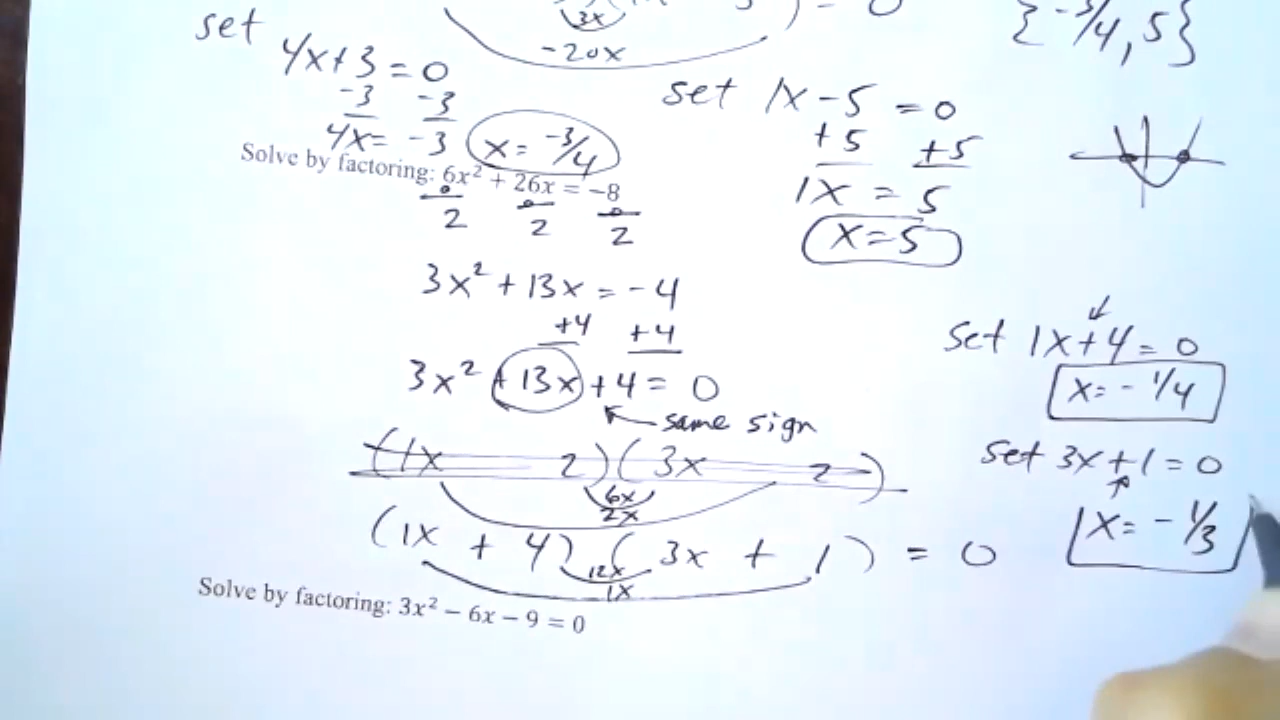 3x ) = 0 {-3/4, 5}
-20x
set 4x+3 = 0
-3 -3
4x = -3 x = -3/4
set 1x - 5 = 0
+5 +5
1x = 5
x = 5
Solve by factoring: 6x² + 26x = −8
2 2 2
3x² + 13x = -4
+4 +4
3x² + 13x + 4 = 0
same sign
(1x 2)(3x 2)
6x
2x
(1x + 4)(3x + 1) = 0
12x
1x
set 1x+4 = 0
x = -1/4
set 3x+1 = 0
x = -1/3
Solve by factoring: 3x² − 6x − 9 = 0